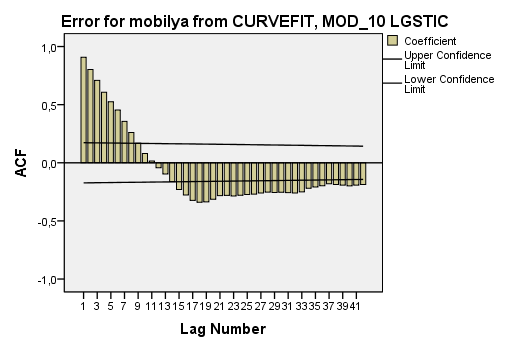 Error for mobilya from CURVEFIT, MOD_10 LGSTIC
Coefficient
Upper Confidence
Limit
Lower Confidence
Limit
1,0
0,5
0,0
-0,5
-1,0
ACF
1 3 5 7 9 11 13 15 17 19 21 23 25 27 29 31 33 35 37 39 41
Lag Number